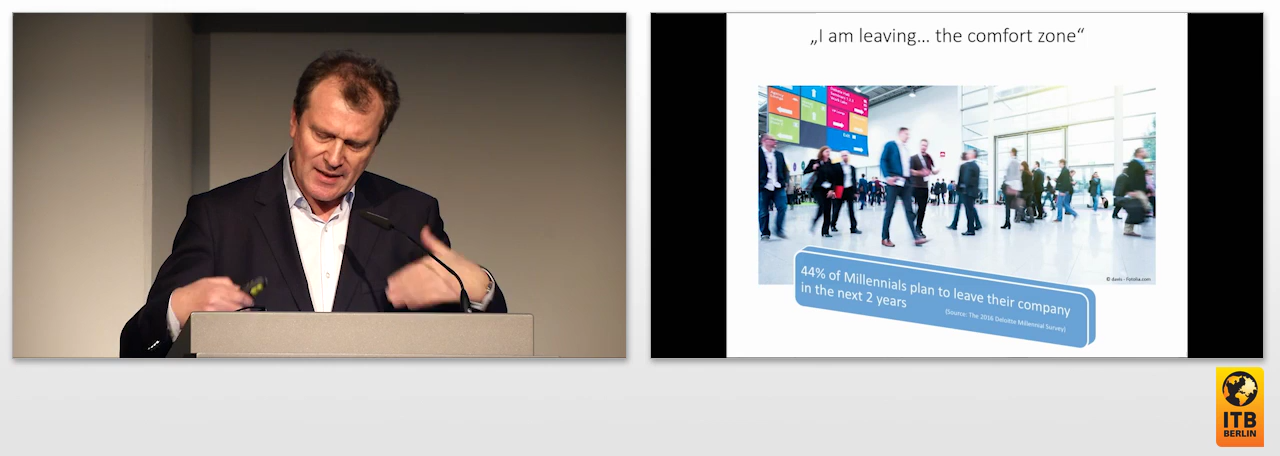 „I am leaving... the comfort zone“
Exit
44% of Millennials plan to leave their company
in the next 2 years
(Source: The 2016 Deloitte Millennial Survey)
© davis - Fotolia.com
ITB
BERLIN